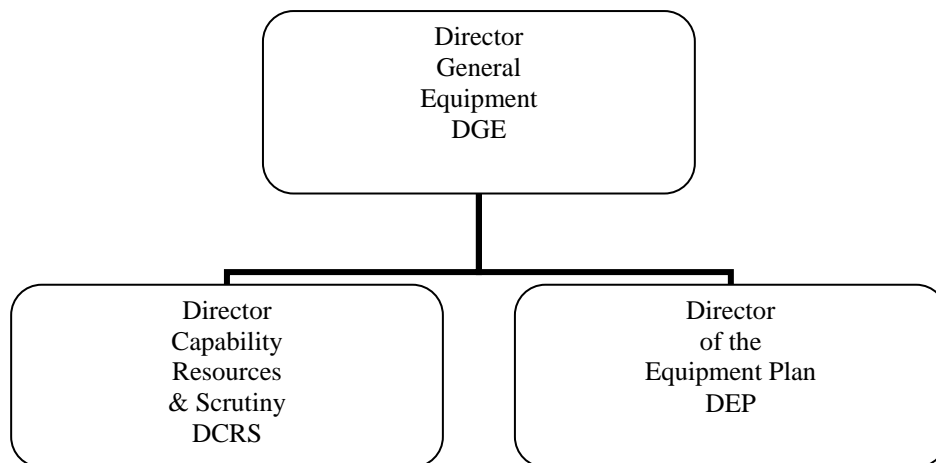 Director
General
Equipment
DGE
Director
Capability
Resources
& Scrutiny
DCRS
Director
of the
Equipment Plan
DEP